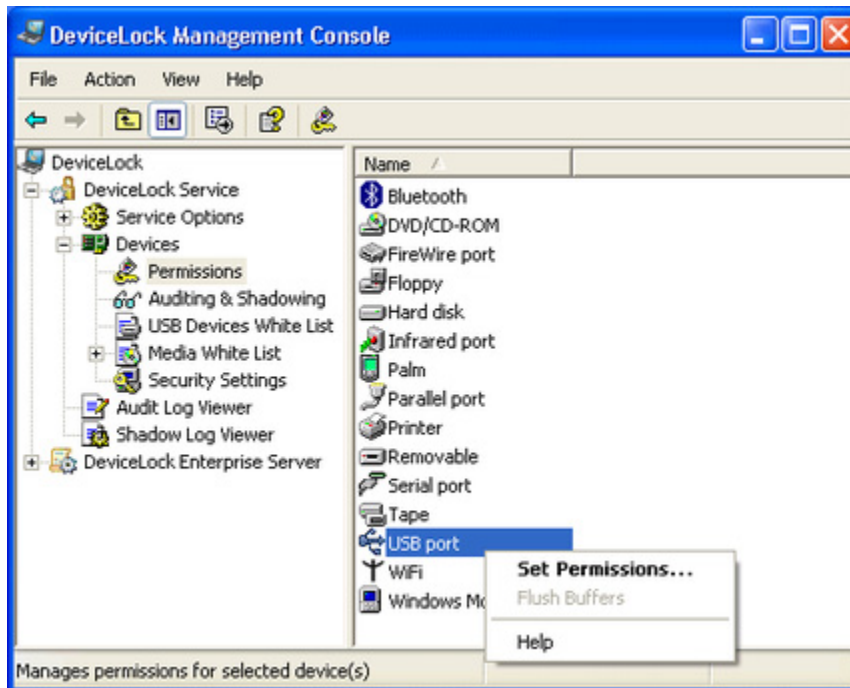 DeviceLock Management Console
File Action View Help
DeviceLock
DeviceLock Service
Service Options
Devices
Permissions
Auditing & Shadowing
USB Devices White List
Media White List
Security Settings
Audit Log Viewer
Shadow Log Viewer
DeviceLock Enterprise Server
Name
Bluetooth
DVD/CD-ROM
FireWire port
Floppy
Hard disk
Infrared port
Palm
Parallel port
Printer
Removable
Serial port
Tape
USB port
WiFi
Windows Mo
Set Permissions...
Flush Buffers
Help
Manages permissions for selected device(s)